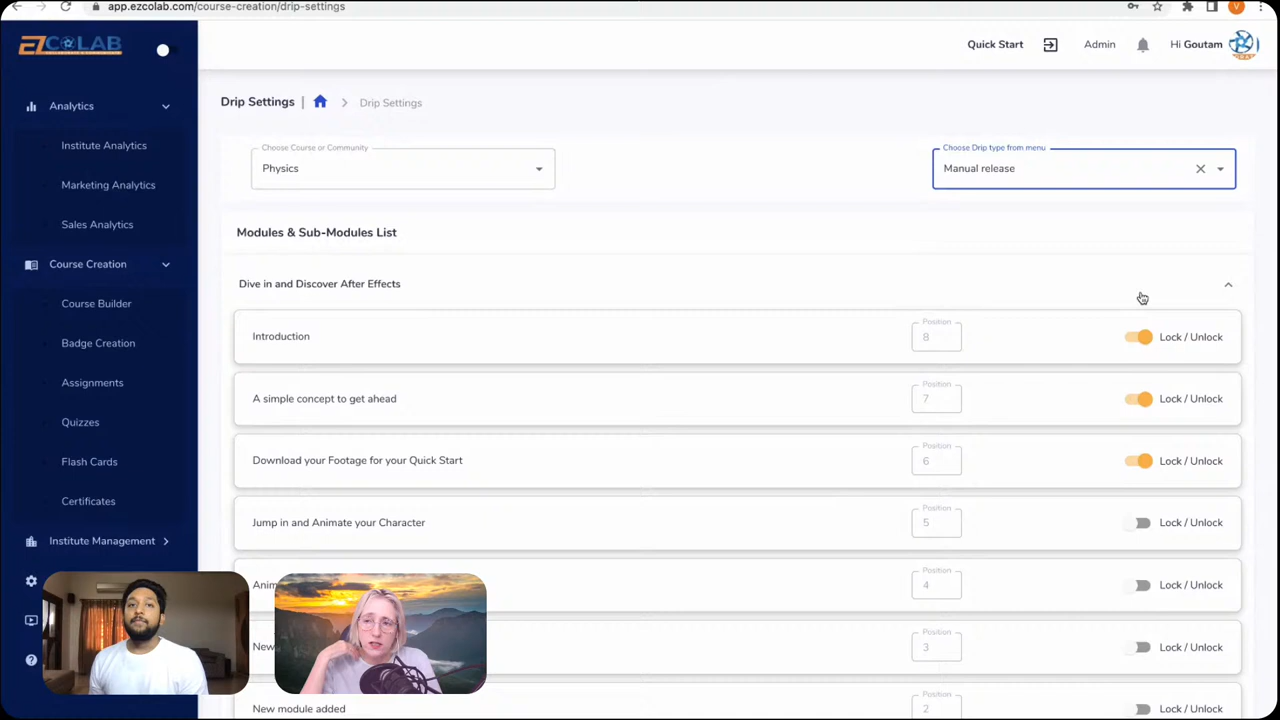 app.ezcolab.com/course-creation/drip-settings
EZCOLAB
Quick Start
Admin
Hi Goutam
Analytics
Institute Analytics
Marketing Analytics
Sales Analytics
Course Creation
Course Builder
Badge Creation
Assignments
Quizzes
Flash Cards
Certificates
Institute Management
Drip Settings | > Drip Settings
Choose Course or Community
Physics
Choose Drip type from menu
Manual release
Modules & Sub-Modules List
Dive in and Discover After Effects
Introduction Position 8 Lock / Unlock
A simple concept to get ahead Position 7 Lock / Unlock
Download your Footage for your Quick Start Position 6 Lock / Unlock
Jump in and Animate your Character Position 5 Lock / Unlock
Anim Position 4 Lock / Unlock
New Position 3 Lock / Unlock
New module added Position 2 Lock / Unlock